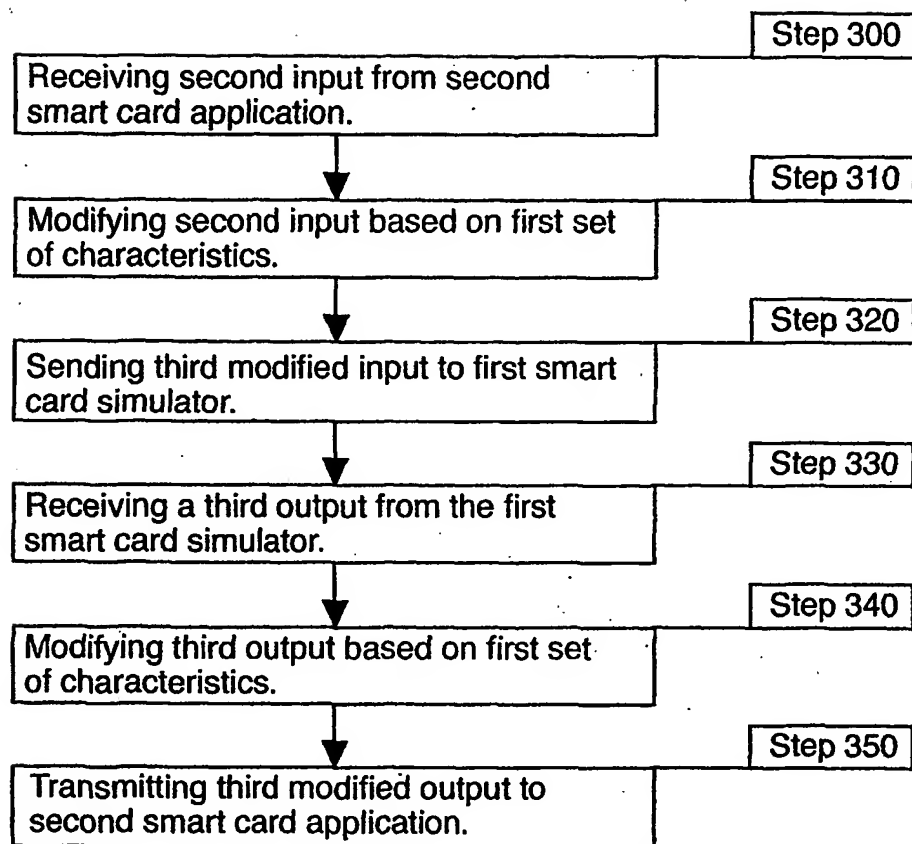 Step 300
Receiving second input from second
smart card application.
Step 310
Modifying second input based on first set
of characteristics.
Step 320
Sending third modified input to first smart
card simulator.
Step 330
Receiving a third output from the first
smart card simulator.
Step 340
Modifying third output based on first set
of characteristics.
Step 350
Transmitting third modified output to
second smart card application.